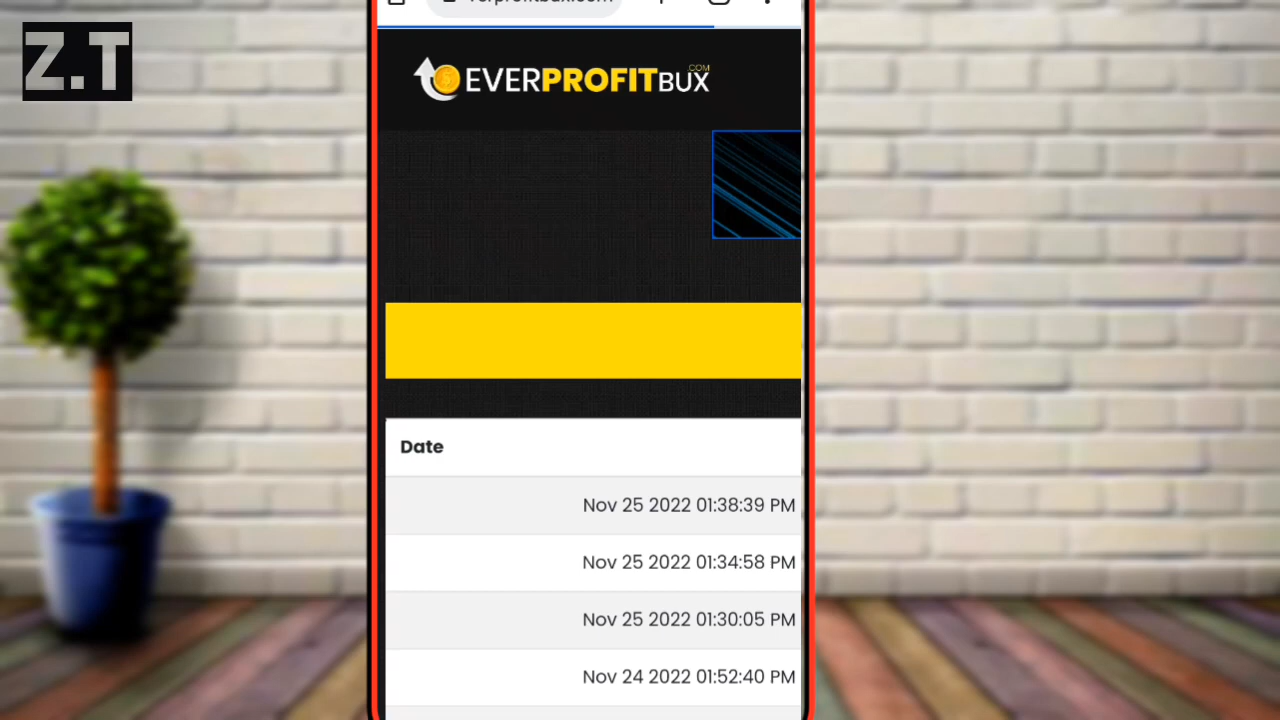 Z.T
EVERPROFITBUX
.COM
Date
Nov 25 2022 01:38:39 PM
Nov 25 2022 01:34:58 PM
Nov 25 2022 01:30:05 PM
Nov 24 2022 01:52:40 PM